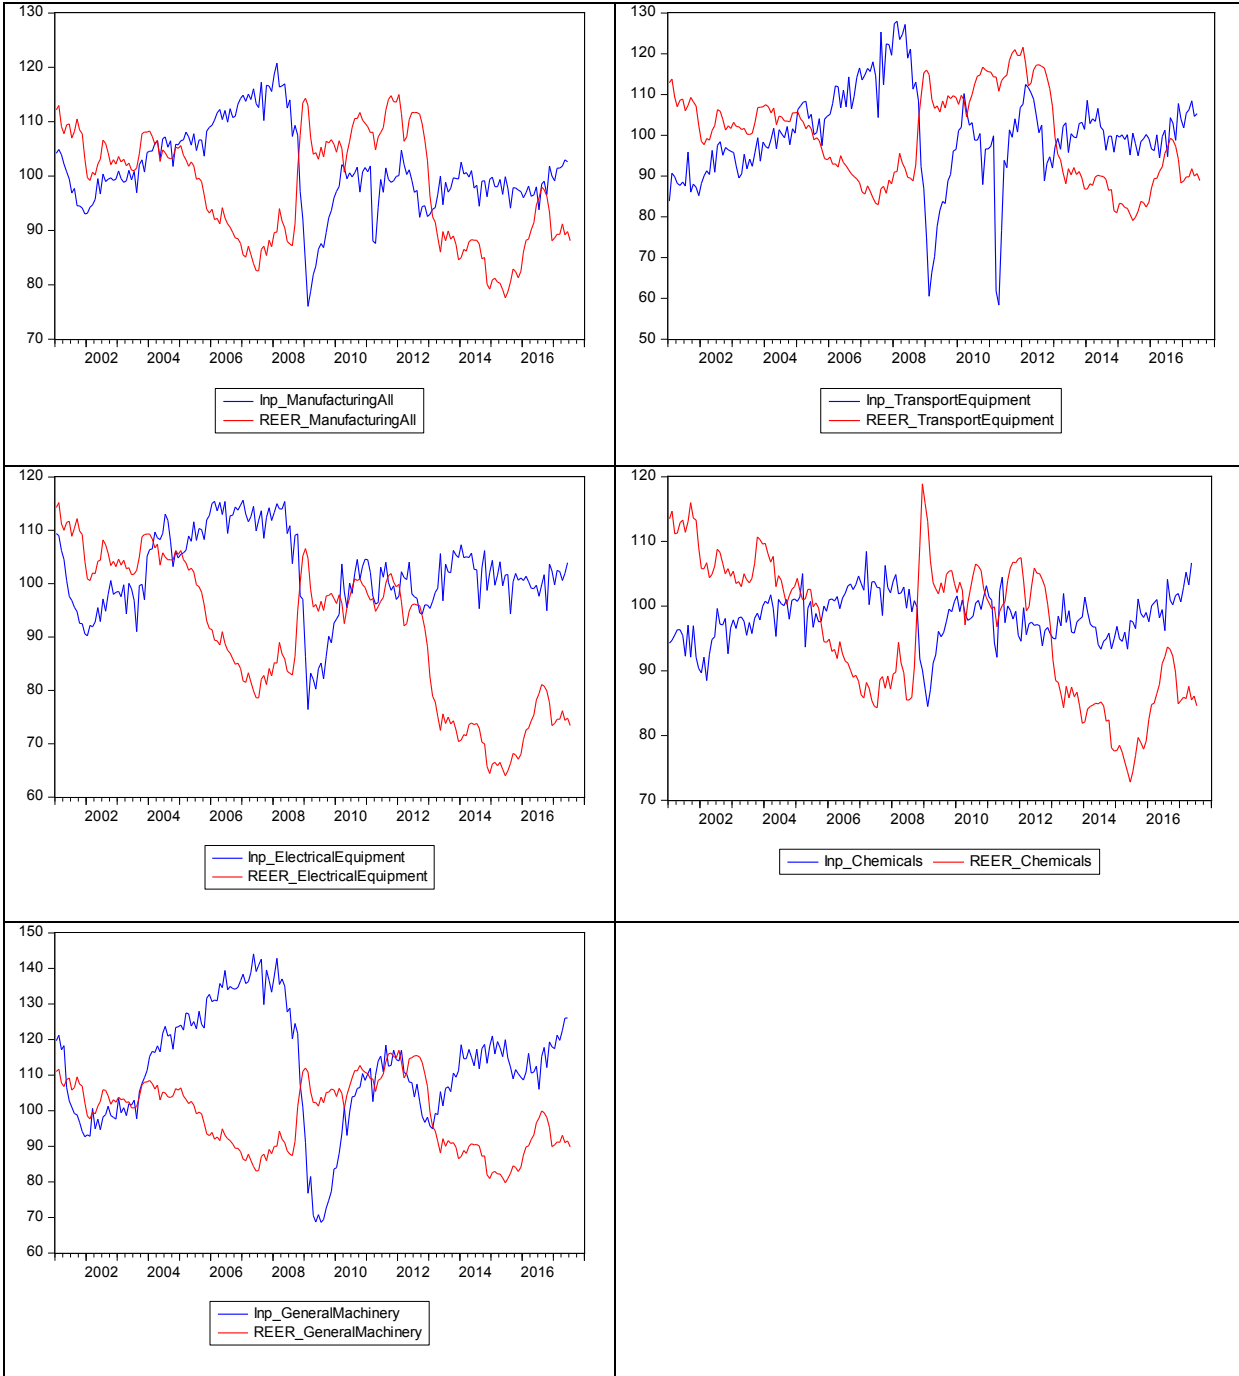 130
120
110
100
90
80
70
2002 2004 2006 2008 2010 2012 2014 2016
Inp_ManufacturingAll
REER_ManufacturingAll
130
120
110
100
90
80
70
60
50
2002 2004 2006 2008 2010 2012 2014 2016
Inp_TransportEquipment
REER_TransportEquipment
120
110
100
90
80
70
60
2002 2004 2006 2008 2010 2012 2014 2016
Inp_ElectricalEquipment
REER_ElectricalEquipment
120
110
100
90
80
70
2002 2004 2006 2008 2010 2012 2014 2016
Inp_Chemicals REER_Chemicals
150
140
130
120
110
100
90
80
70
60
2002 2004 2006 2008 2010 2012 2014 2016
Inp_GeneralMachinery
REER_GeneralMachinery